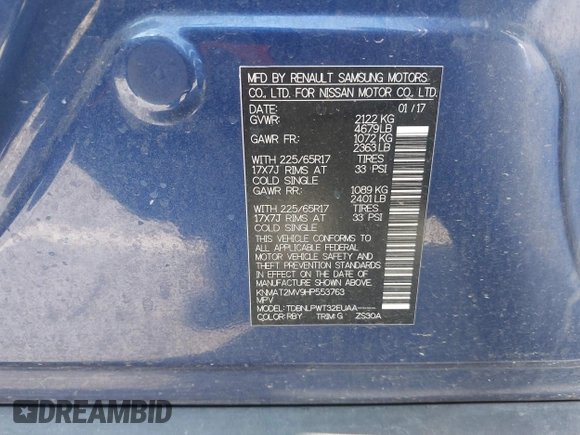 MFD BY RENAULT SAMSUNG MOTORS
CO., LTD. FOR NISSAN MOTOR CO., LTD.
DATE: 01/17
GVWR: 2122 KG
4679LB
GAWR FR: 1072 KG
2363 LB
WITH 225/65R17 TIRES
17X7J RIMS AT 33 PSI
COLD SINGLE
GAWR RR: 1089 KG
2401 LB
WITH 225/65R17 TIRES
17X7J RIMS AT 33 PSI
COLD SINGLE
THIS VEHICLE CONFORMS TO
ALL APPLICABLE FEDERAL
MOTOR VEHICLE SAFETY AND
THEFT PREVENTION STANDARDS
IN EFFECT ON THE DATE OF
MANUFACTURE SHOWN ABOVE.
KNMAT2MV9HP553763
MPV
MODEL: TDBNLPWT32EUAA----
COLOR: RBY TRIM: G ZS30A
DREAMBID